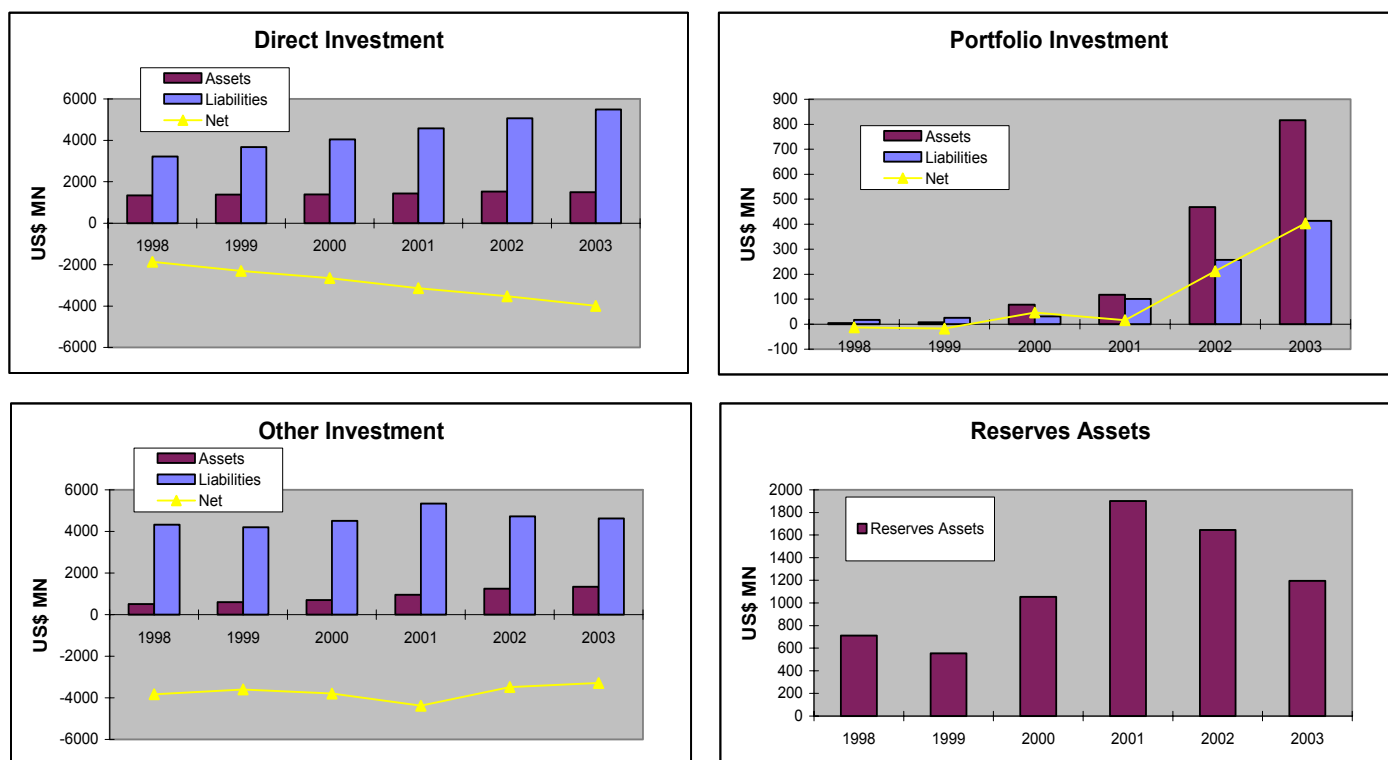 Direct Investment
Assets
Liabilities
Net
6000
4000
2000
0
-2000
-4000
-6000
US$ MN
1998 1999 2000 2001 2002 2003
Portfolio Investment
Assets
Liabilities
Net
900
800
700
600
500
400
300
200
100
0
-100
US$ MN
1998 1999 2000 2001 2002 2003
Other Investment
Assets
Liabilities
Net
6000
4000
2000
0
-2000
-4000
-6000
US$ MN
1998 1999 2000 2001 2002 2003
Reserves Assets
Reserves Assets
2000
1800
1600
1400
1200
1000
800
600
400
200
0
US$ MN
1998 1999 2000 2001 2002 2003